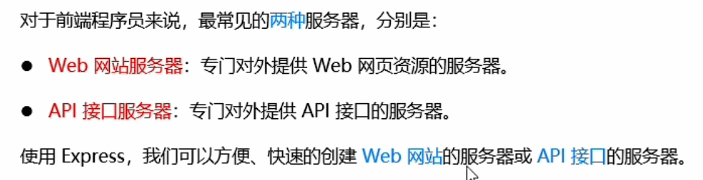 对于前端程序员来说，最常见的两种服务器，分别是：
● Web 网站服务器：专门对外提供 Web 网页资源的服务器。
● API 接口服务器：专门对外提供 API 接口的服务器。
使用 Express，我们可以方便、快速的创建 Web 网站的服务器或 API 接口的服务器。